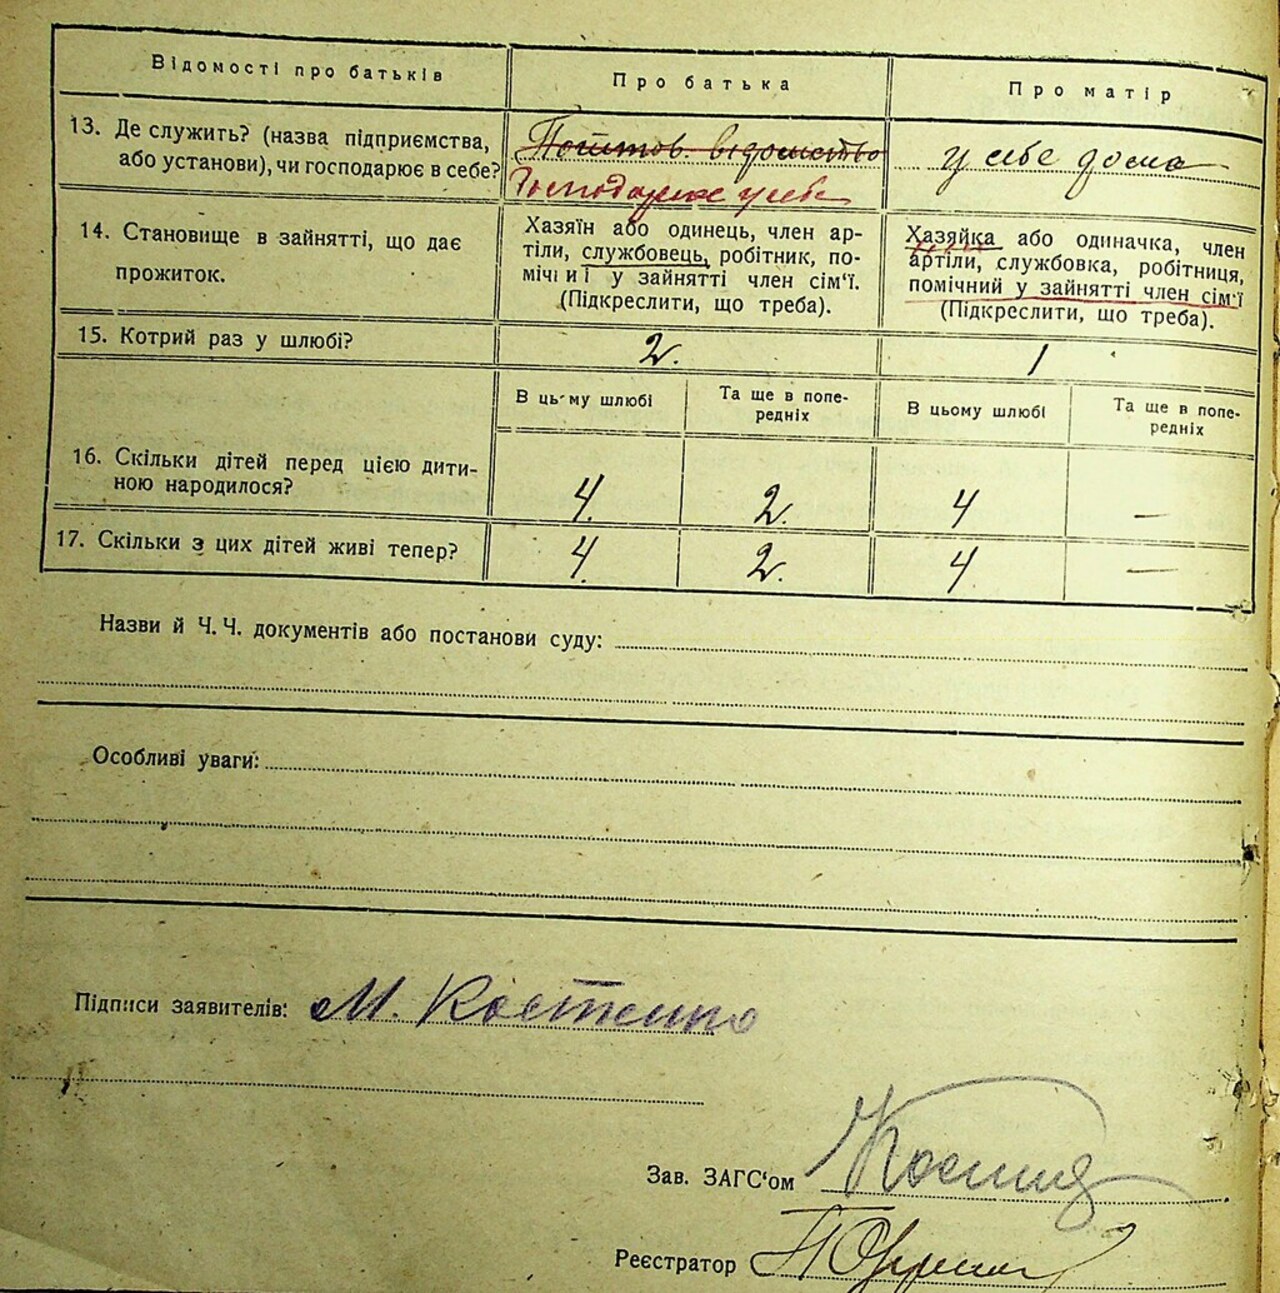 Відомості про батьків
Про батька
Про матір
13. Де служить? (назва підприємства,
або установи), чи господарює в себе?
Поштов. відомство
Господарює у себе
у себе дома
14. Становище в зайнятті, що дає
прожиток.
Хазяїн або одинець, член ар-
тіли, службовець, робітник, по-
мічн и ї у зайнятті член сім'ї.
(Підкреслити, що треба).
Хазяйка або одиначка, член
артіли, службовка, робітниця,
помічний у зайнятті член сім'ї
(Підкреслити, що треба).
15. Котрий раз у шлюбі?
2.
1
В цьому шлюбі
Та ще в попе-
редніх
В цьому шлюбі
Та ще в попе-
редніх
16. Скільки дітей перед цією дити-
ною народилося?
4.
2.
4
—
17. Скільки з цих дітей живі тепер?
4.
2.
4
—
Назви й Ч. Ч. документів або постанови суду:
Особливі уваги:
Підписи заявителів: М. Костенко
Зав. ЗАГС'ом
Реєстратор